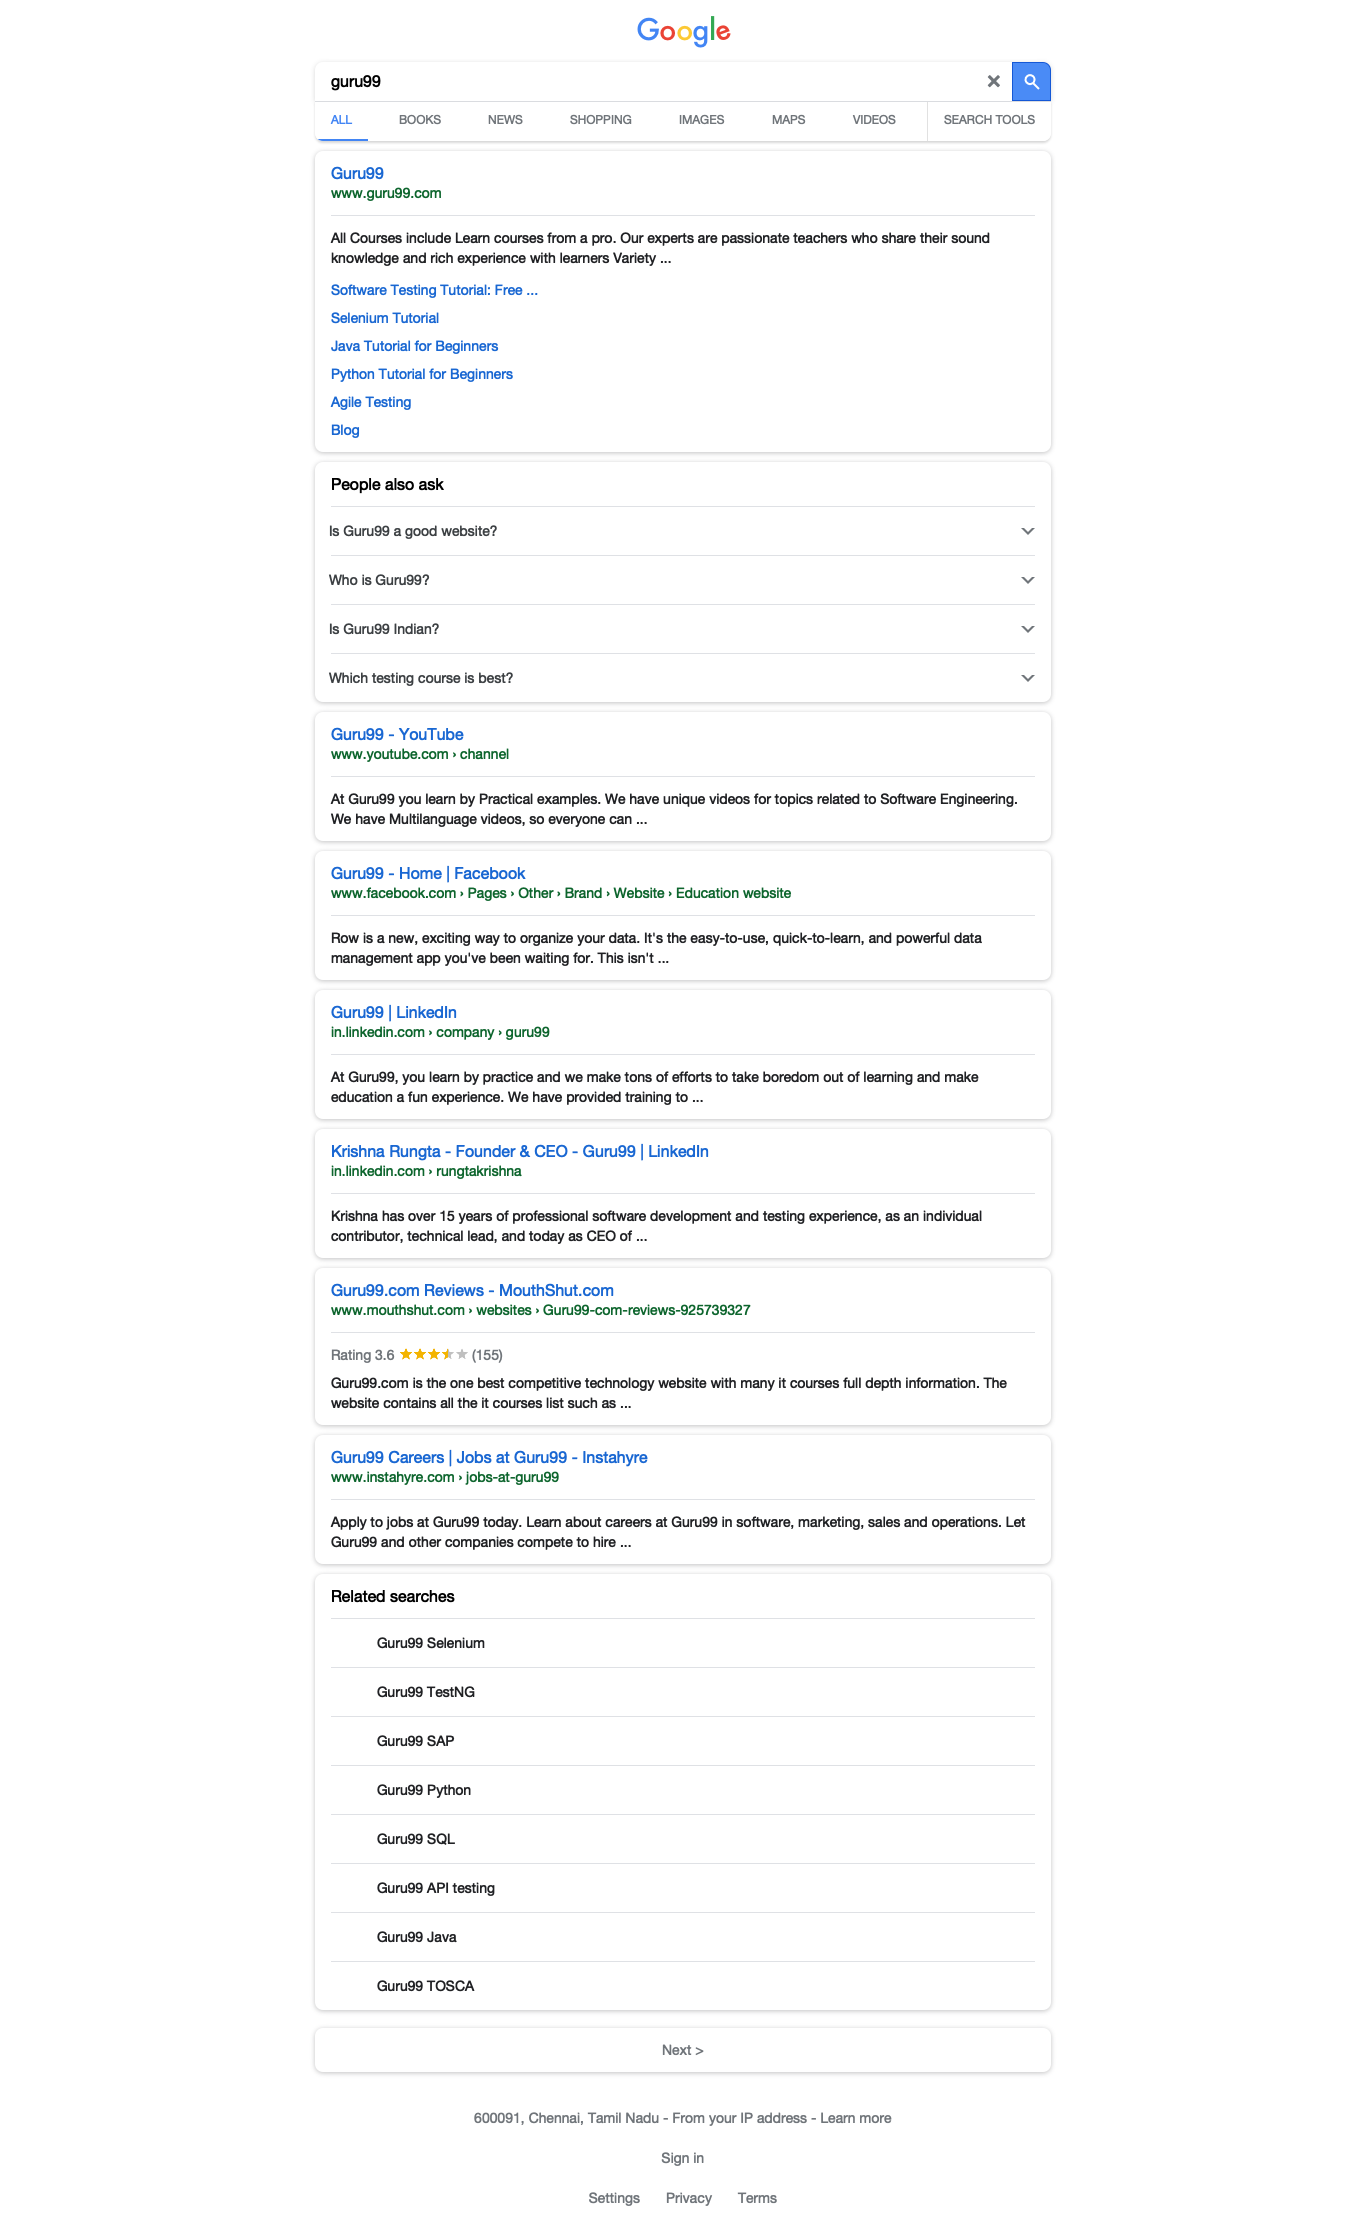 Google
guru99
ALL BOOKS NEWS SHOPPING IMAGES MAPS VIDEOS SEARCH TOOLS
Guru99
www.guru99.com
All Courses include Learn courses from a pro. Our experts are passionate teachers who share their sound
knowledge and rich experience with learners Variety ...
Software Testing Tutorial: Free ...
Selenium Tutorial
Java Tutorial for Beginners
Python Tutorial for Beginners
Agile Testing
Blog
People also ask
Is Guru99 a good website?
Who is Guru99?
Is Guru99 Indian?
Which testing course is best?
Guru99 - YouTube
www.youtube.com › channel
At Guru99 you learn by Practical examples. We have unique videos for topics related to Software Engineering.
We have Multilanguage videos, so everyone can ...
Guru99 - Home | Facebook
www.facebook.com › Pages › Other › Brand › Website › Education website
Row is a new, exciting way to organize your data. It's the easy-to-use, quick-to-learn, and powerful data
management app you've been waiting for. This isn't ...
Guru99 | LinkedIn
in.linkedin.com › company › guru99
At Guru99, you learn by practice and we make tons of efforts to take boredom out of learning and make
education a fun experience. We have provided training to ...
Krishna Rungta - Founder & CEO - Guru99 | LinkedIn
in.linkedin.com › rungtakrishna
Krishna has over 15 years of professional software development and testing experience, as an individual
contributor, technical lead, and today as CEO of ...
Guru99.com Reviews - MouthShut.com
www.mouthshut.com › websites › Guru99-com-reviews-925739327
Rating 3.6 (155)
Guru99.com is the one best competitive technology website with many it courses full depth information. The
website contains all the it courses list such as ...
Guru99 Careers | Jobs at Guru99 - Instahyre
www.instahyre.com › jobs-at-guru99
Apply to jobs at Guru99 today. Learn about careers at Guru99 in software, marketing, sales and operations. Let
Guru99 and other companies compete to hire ...
Related searches
Guru99 Selenium
Guru99 TestNG
Guru99 SAP
Guru99 Python
Guru99 SQL
Guru99 API testing
Guru99 Java
Guru99 TOSCA
Next >
600091, Chennai, Tamil Nadu - From your IP address - Learn more
Sign in
Settings Privacy Terms